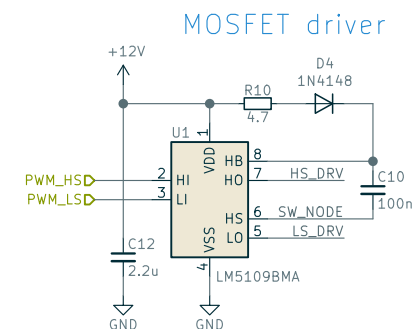 MOSFET driver
+12V
D4
1N4148
R10
4.7
U1
1
VDD
HB 8
C10
100n
PWM_HS 2 HI
HO 7 HS_DRV
PWM_LS 3 LI
HS 6 SW_NODE
LO 5 LS_DRV
VSS
4
C12
2.2u
LM5109BMA
GND
GND